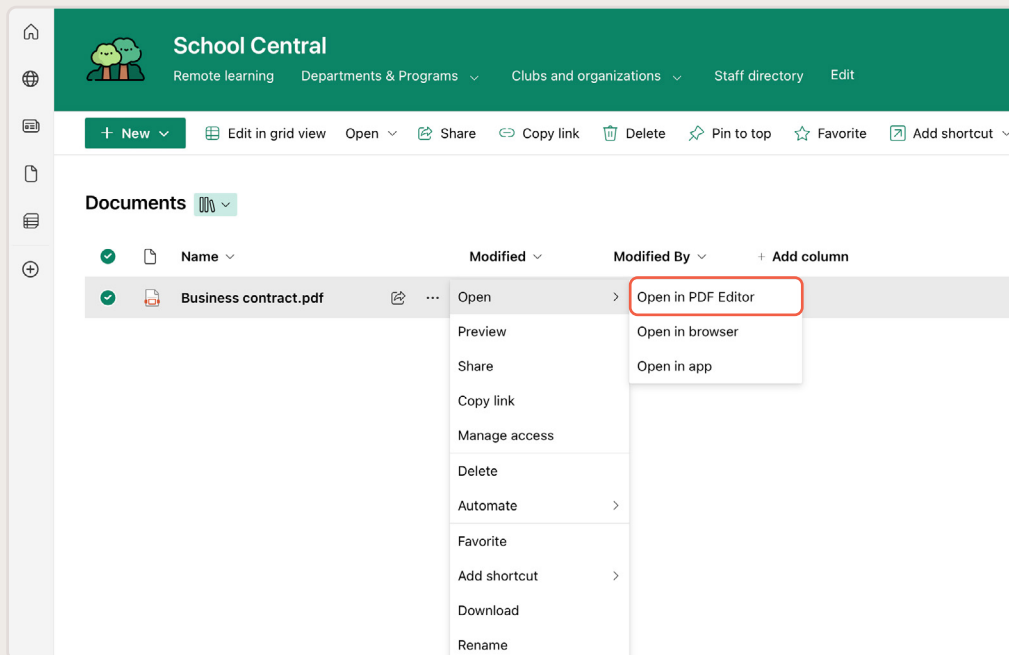 School Central
Remote learning Departments & Programs Clubs and organizations Staff directory Edit
+ New Edit in grid view Open Share Copy link Delete Pin to top Favorite Add shortcut
Documents
Name Modified Modified By + Add column
Business contract.pdf ... Open Open in PDF Editor
Preview Open in browser
Share Open in app
Copy link
Manage access
Delete
Automate
Favorite
Add shortcut
Download
Rename